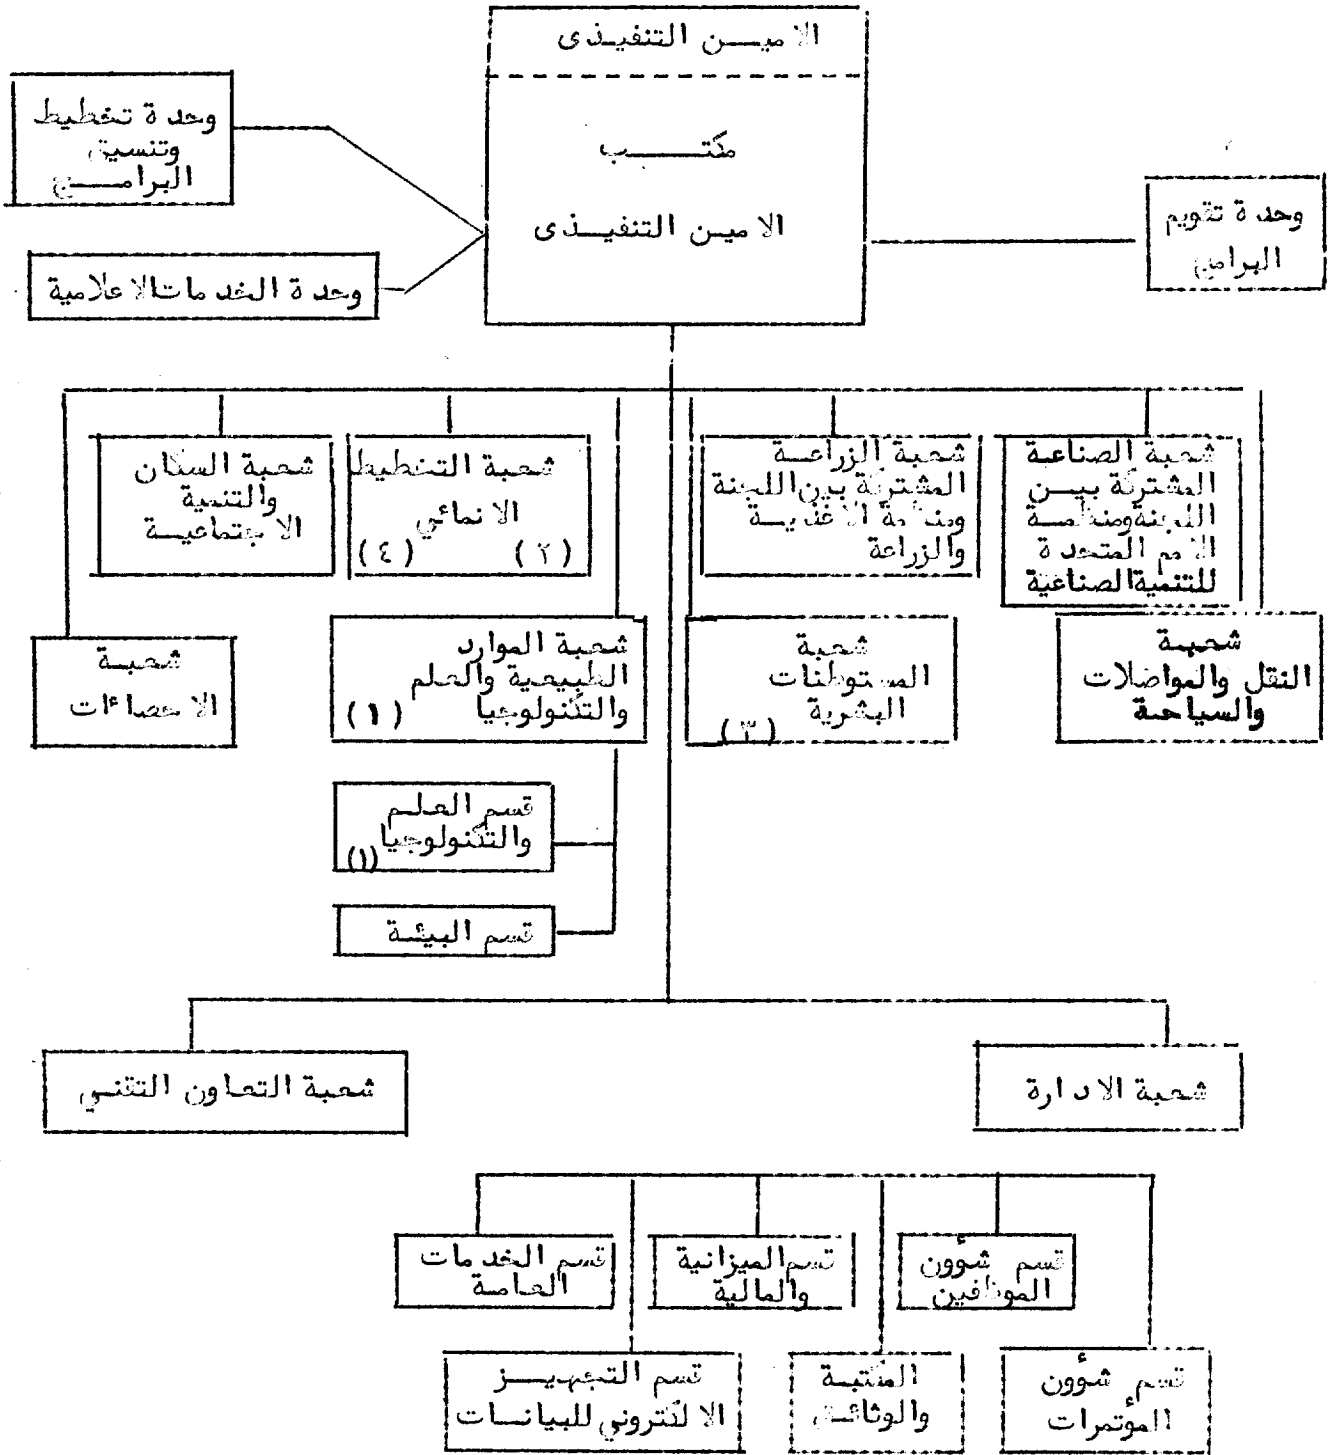 الامين التنفيذى
مكتب
الامين التنفيذى
وحدة تقويم
البرامج
وحدة تخطيط
وتنسيق
البرامج
وحدة الخدمات الاعلامية
شعبة الصناعة
المشتركة بين
اللجنة ومنظمة
الامم المتحدة
للتنمية الصناعية
شعبة الزراعة
المشتركة بين اللجنة
ومنظمة الاغذية
والزراعة
شعبة التخطيط
الانمائي
(٢) (٤)
شعبة السكان
والتنمية
الاجتماعية
شعبة
النقل والمواصلات
والسياحة
شعبة
المستوطنات
البشرية
(٣)
شعبة الموارد
الطبيعية والعلم
والتكنولوجيا (١)
شعبة
الاحصاءات
قسم العلم
والتكنولوجيا (١)
قسم البيئة
شعبة الادارة
شعبة التعاون التقني
قسم شؤون
الموظفين
قسم الميزانية
والمالية
قسم الخدمات
العامة
قسم شؤون
المؤتمرات
المكتبة
والوثائق
قسم التجهيز
الالكتروني للبيانات